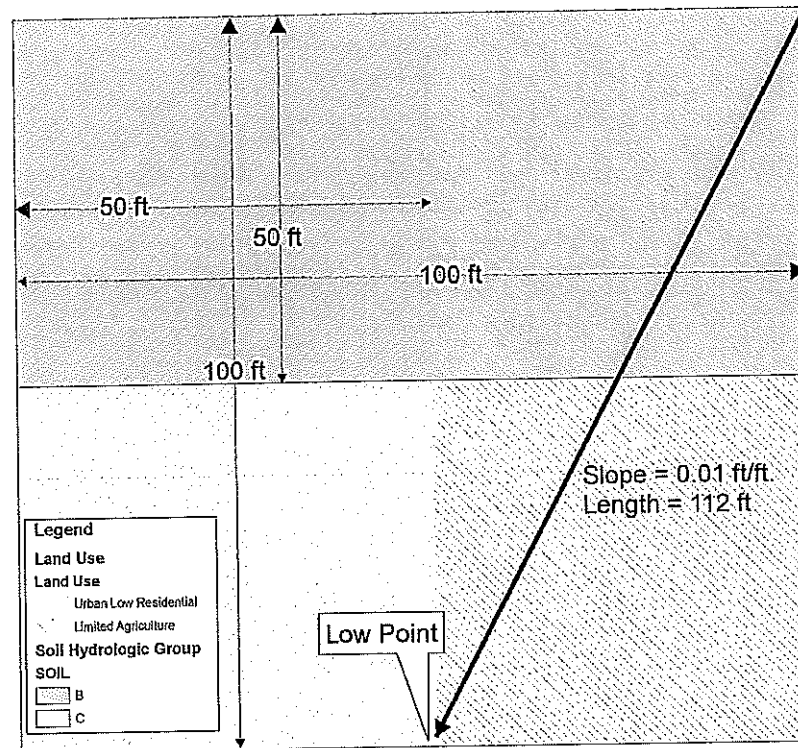 50 ft
50 ft
100 ft
100 ft
Slope = 0.01 ft/ft.
Length = 112 ft
Legend
Land Use
Land Use
Urban Low Residential
Limited Agriculture
Soil Hydrologic Group
SOIL
B
C
Low Point